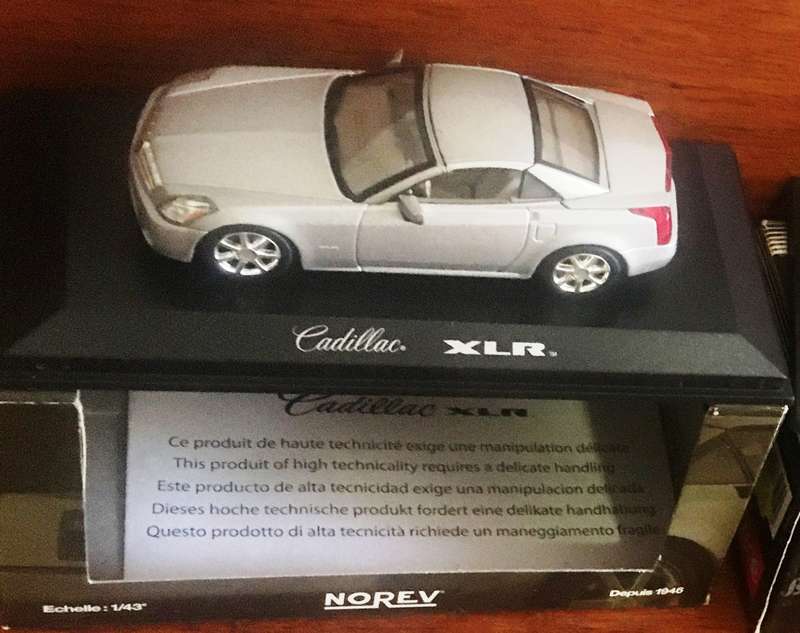 Cadillac® XLR™
Cadillac XLR
Ce produit de haute technicité exige une manipulation délicate
This produit of high technicality requires a delicate handling
Este producto de alta tecnicidad exige una manipulacion delicada
Dieses hoche technische produkt fordert eine delikate handhabung
Questo prodotto di alta tecnicità richiede un maneggiamento fragile
Echelle : 1/43°
NOREV
Depuis 1946